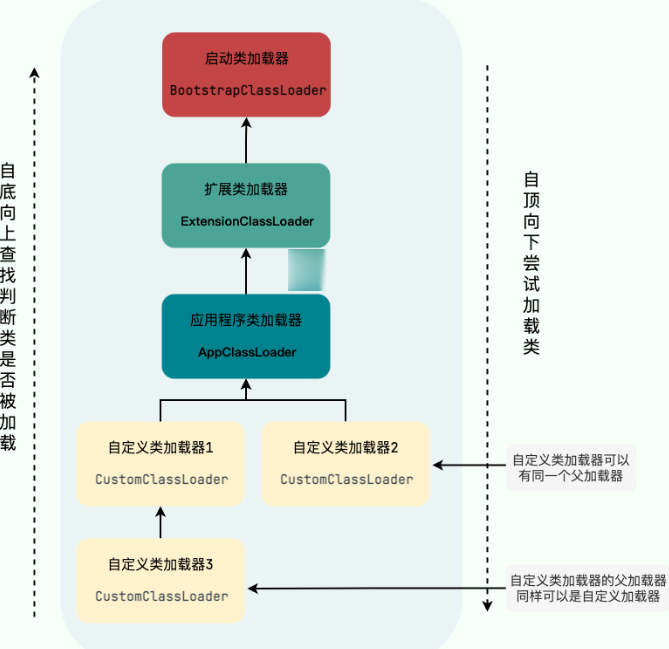 启动类加载器
BootstrapClassLoader
扩展类加载器
ExtensionClassLoader
应用程序类加载器
AppClassLoader
自定义类加载器1
CustomClassLoader
自定义类加载器2
CustomClassLoader
自定义类加载器3
CustomClassLoader
自底向上查找判断类是否被加载
自顶向下尝试加载类
自定义类加载器可以
有同一个父加载器
自定义类加载器的父加载器
同样可以是自定义加载器